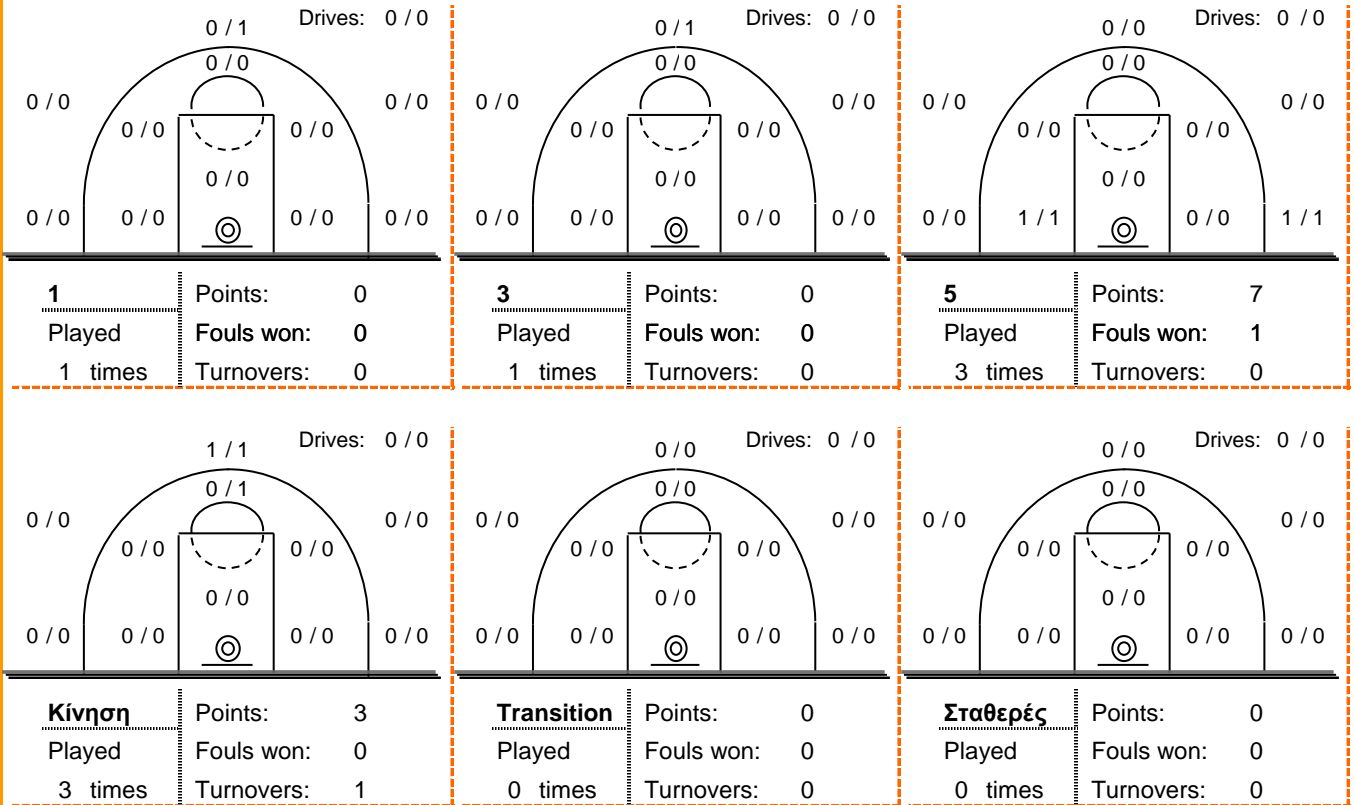 0 / 1 Drives: 0 / 0 0 / 1 Drives: 0 / 0 0 / 0 Drives: 0 / 0
0 / 0 0 / 0 0 / 0
0 / 0 0 / 0 0 / 0 0 / 0 0 / 0 0 / 0
0 / 0 0 / 0 0 / 0 0 / 0 0 / 0 0 / 0
0 / 0 0 / 0 0 / 0
0 / 0 0 / 0 0 / 0 0 / 0 0 / 0 0 / 0 0 / 0 0 / 0 0 / 0 1 / 1 0 / 0 1 / 1
1 Points: 0 3 Points: 0 5 Points: 7
Played Fouls won: 0 Played Fouls won: 0 Played Fouls won: 1
1 times Turnovers: 0 1 times Turnovers: 0 3 times Turnovers: 0
1 / 1 Drives: 0 / 0 0 / 0 Drives: 0 / 0 0 / 0 Drives: 0 / 0
0 / 1 0 / 0 0 / 0
0 / 0 0 / 0 0 / 0 0 / 0 0 / 0 0 / 0
0 / 0 0 / 0 0 / 0 0 / 0 0 / 0 0 / 0
0 / 0 0 / 0 0 / 0
0 / 0 0 / 0 0 / 0 0 / 0 0 / 0 0 / 0 0 / 0 0 / 0 0 / 0 0 / 0 0 / 0 0 / 0
Κίνηση Points: 3 Transition Points: 0 Σταθερές Points: 0
Played Fouls won: 0 Played Fouls won: 0 Played Fouls won: 0
3 times Turnovers: 1 0 times Turnovers: 0 0 times Turnovers: 0